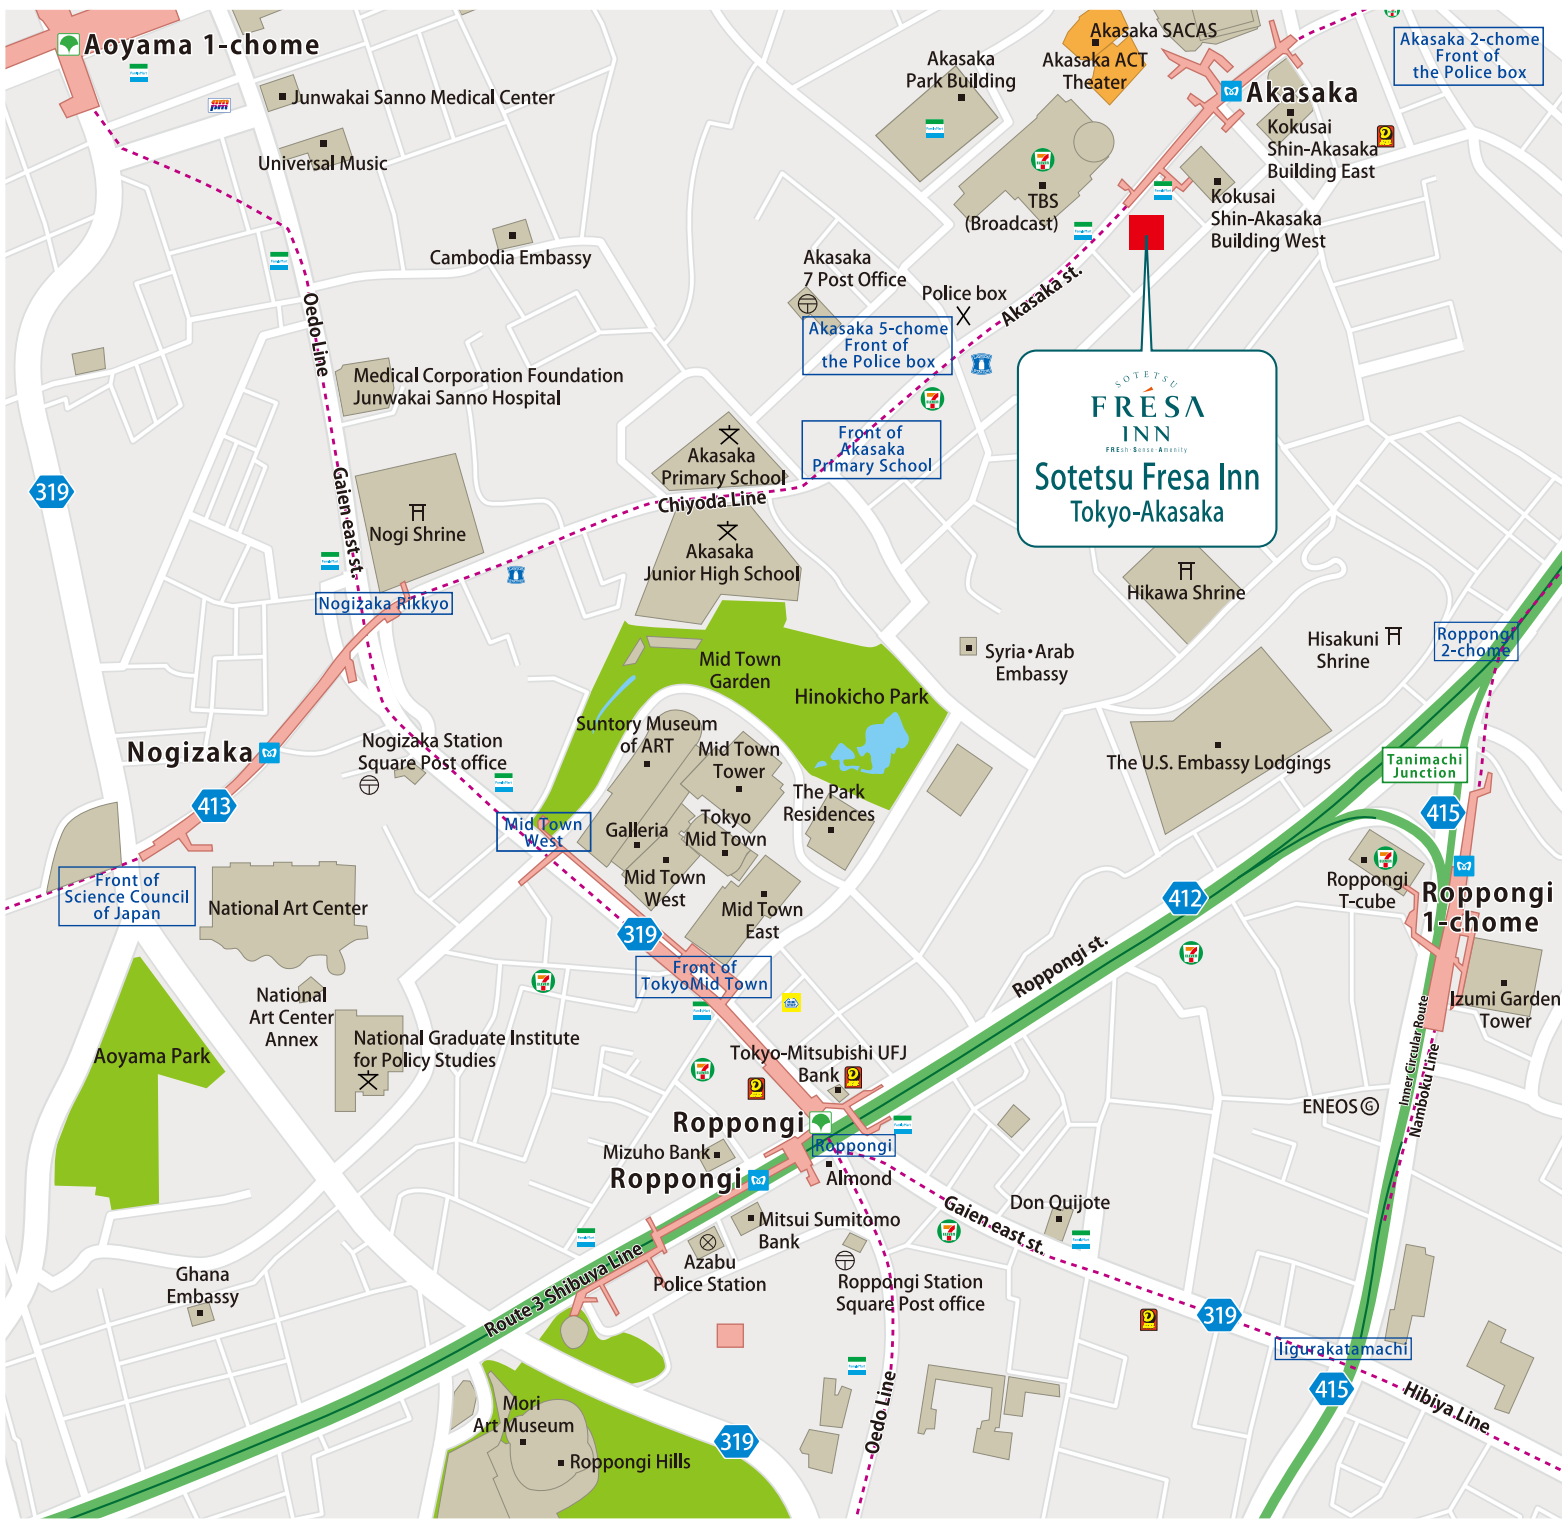 Aoyama 1-chome
Junwakai Sanno Medical Center
Universal Music
Cambodia Embassy
Akasaka
Park Building
Akasaka SACAS
Akasaka ACT
Theater
Akasaka
Akasaka 2-chome
Front of
the Police box
Kokusai
Shin-Akasaka
Building East
Kokusai
Shin-Akasaka
Building West
TBS
(Broadcast)
Akasaka
7 Post Office
Police box
Akasaka st.
Akasaka 5-chome
Front of
the Police box
Oedo Line
Medical Corporation Foundation
Junwakai Sanno Hospital
SOTETSU
FRESA
INN
FREsh-Sense-Amenity
Sotetsu Fresa Inn
Tokyo-Akasaka
Front of
Akasaka
Primary School
Akasaka
Primary School
Chiyoda Line
319
Gaien east st.
Nogi Shrine
Akasaka
Junior High School
Nogizaka Rikkyo
Hikawa Shrine
Hisakuni
Shrine
Roppongi
2-chome
Syria・Arab
Embassy
Mid Town
Garden
Hinokicho Park
Suntory Museum
of ART
Mid Town
Tower
Nogizaka
Nogizaka Station
Square Post office
The U.S. Embassy Lodgings
Tanimachi
Junction
413
415
The Park
Residences
Mid Town
West
Galleria
Tokyo
Mid Town
Mid Town
West
Mid Town
East
Roppongi
T-cube
Roppongi
1-chome
Front of
Science Council
of Japan
National Art Center
412
319
Roppongi st.
Front of
TokyoMid Town
National
Art Center
Annex
National Graduate Institute
for Policy Studies
Izumi Garden
Tower
Aoyama Park
Tokyo-Mitsubishi UFJ
Bank
Inner Circular Route
Namboku Line
ENEOS G
Roppongi
Roppongi
Mizuho Bank
Roppongi
Almond
Mitsui Sumitomo
Bank
Gaien east st.
Don Quijote
Azabu
Police Station
Roppongi Station
Square Post office
Ghana
Embassy
Route 3 Shibuya Line
319
Iigurakatamachi
415
Hibiya Line
Oedo Line
Mori
Art Museum
Roppongi Hills
319